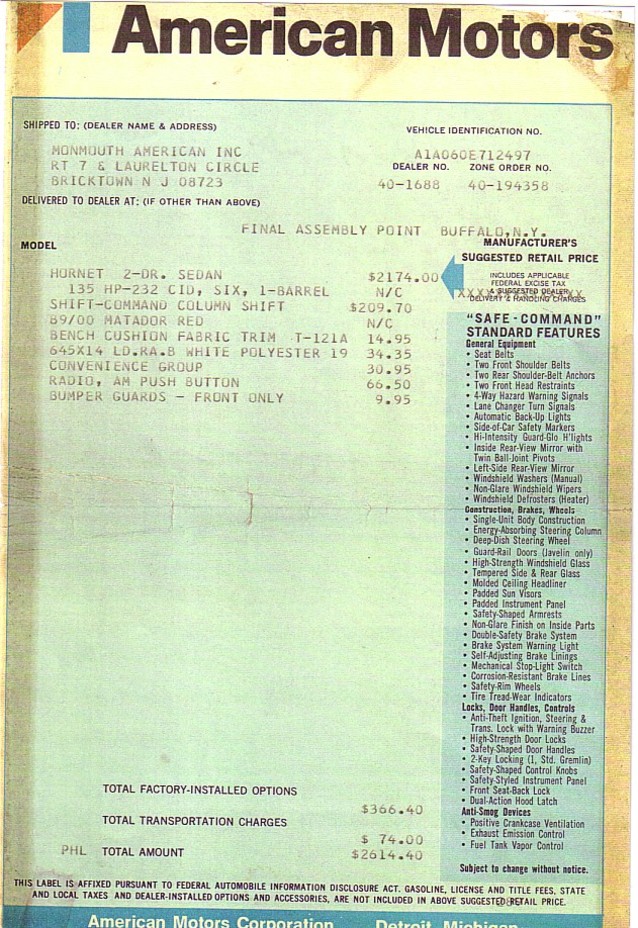 American Motors
SHIPPED TO: (DEALER NAME & ADDRESS)
MONMOUTH AMERICAN INC
RT 7 & LAURELTON CIRCLE
BRICKTOWN N J 08723
VEHICLE IDENTIFICATION NO.
A1A060E712497
DEALER NO. ZONE ORDER NO.
40-1688 40-194358
DELIVERED TO DEALER AT: (IF OTHER THAN ABOVE)
FINAL ASSEMBLY POINT BUFFALO,N.Y.
MODEL
HORNET 2-DR. SEDAN $2174.00
135 HP-232 CID, SIX, 1-BARREL N/C
SHIFT-COMMAND COLUMN SHIFT $209.70
89/00 MATADOR RED N/C
BENCH CUSHION FABRIC TRIM T-121A 14.95
645X14 LD.RA.B WHITE POLYESTER 19 34.35
CONVENIENCE GROUP 30.95
RADIO, AM PUSH BUTTON 66.50
BUMPER GUARDS - FRONT ONLY 9.95
MANUFACTURER'S
SUGGESTED RETAIL PRICE
INCLUDES APPLICABLE
FEDERAL EXCISE TAX
& SUGGESTED DEALER
DELIVERY & HANDLING CHARGES
"SAFE-COMMAND"
STANDARD FEATURES
General Equipment
• Seat Belts
• Two Front Shoulder Belts
• Two Rear Shoulder-Belt Anchors
• Two Front Head Restraints
• 4-Way Hazard Warning Signals
• Lane Changer Turn Signals
• Automatic Back-Up Lights
• Side-of-Car Safety Markers
• Hi-Intensity Guard-Glo H'lights
• Inside Rear-View Mirror with
Twin Ball-Joint Pivots
• Left-Side Rear-View Mirror
• Windshield Washers (Manual)
• Non-Glare Windshield Wipers
• Windshield Defrosters (Heater)
Construction, Brakes, Wheels
• Single-Unit Body Construction
• Energy-Absorbing Steering Column
• Deep-Dish Steering Wheel
• Guard-Rail Doors (Javelin only)
• High-Strength Windshield Glass
• Tempered Side & Rear Glass
• Molded Ceiling Headliner
• Padded Sun Visors
• Padded Instrument Panel
• Safety-Shaped Armrests
• Non-Glare Finish on Inside Parts
• Double-Safety Brake System
• Brake System Warning Light
• Self-Adjusting Brake Linings
• Mechanical Stop-Light Switch
• Corrosion-Resistant Brake Lines
• Safety-Rim Wheels
• Tire Tread-Wear Indicators
Locks, Door Handles, Controls
• Anti-Theft Ignition, Steering &
Trans. Lock with Warning Buzzer
• High-Strength Door Locks
• Safety-Shaped Door Handles
• 2-Key Locking (1, Std. Gremlin)
• Safety-Shaped Control Knobs
• Safety-Styled Instrument Panel
• Front Seat-Back Lock
• Dual-Action Hood Latch
Anti-Smog Devices
• Positive Crankcase Ventilation
• Exhaust Emission Control
• Fuel Tank Vapor Control
Subject to change without notice.
TOTAL FACTORY-INSTALLED OPTIONS
$366.40
TOTAL TRANSPORTATION CHARGES
$ 74.00
PHL TOTAL AMOUNT $2614.40
THIS LABEL IS AFFIXED PURSUANT TO FEDERAL AUTOMOBILE INFORMATION DISCLOSURE ACT. GASOLINE, LICENSE AND TITLE FEES, STATE
AND LOCAL TAXES AND DEALER-INSTALLED OPTIONS AND ACCESSORIES, ARE NOT INCLUDED IN ABOVE SUGGESTED RETAIL PRICE.
American Motors Corporation Detroit, Michigan